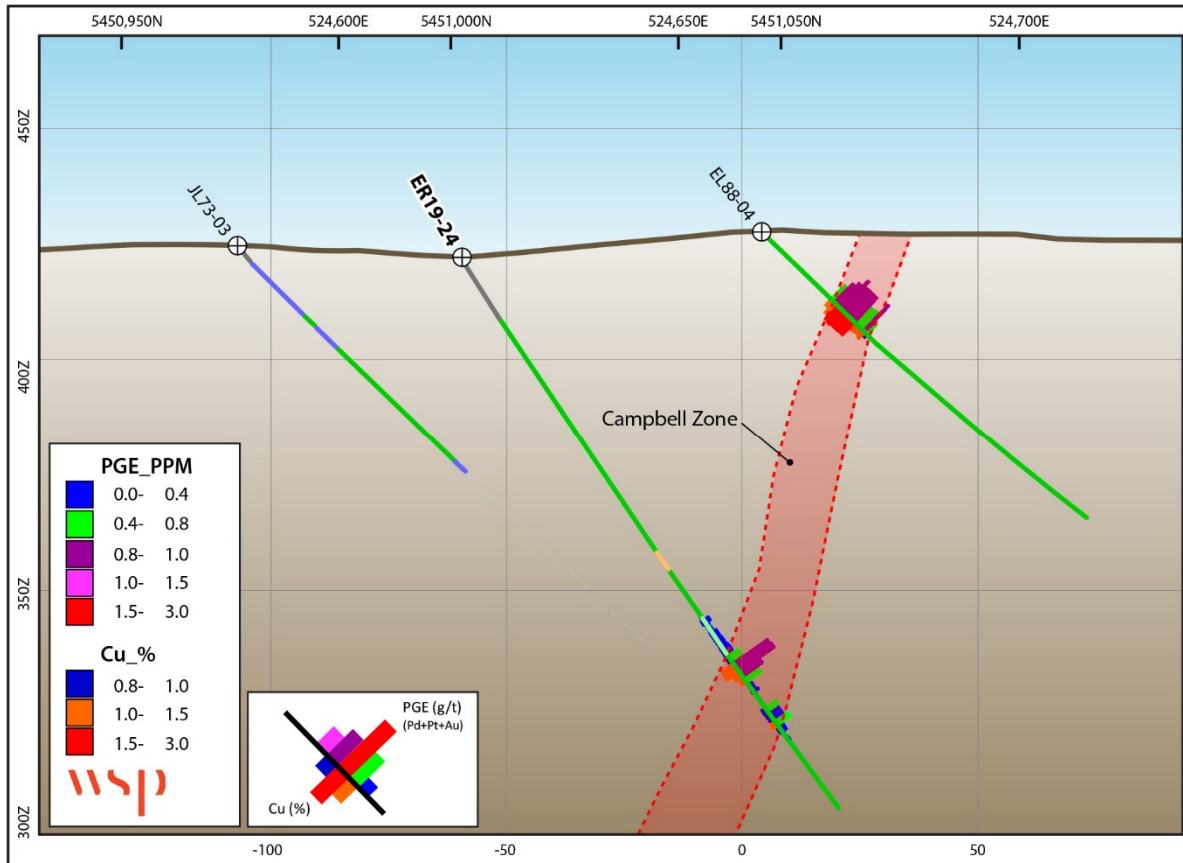 5450,950N 524,600E 5451,000N 524,650E 5451,050N 524,700E
450Z
400Z
350Z
300Z
JL73-03
ER19-24
EL88-04
Campbell Zone
PGE_PPM
0.0- 0.4
0.4- 0.8
0.8- 1.0
1.0- 1.5
1.5- 3.0
Cu_%
0.8- 1.0
1.0- 1.5
1.5- 3.0
wsp
PGE (g/t)
(Pd+Pt+Au)
Cu (%)
-100 -50 0 50